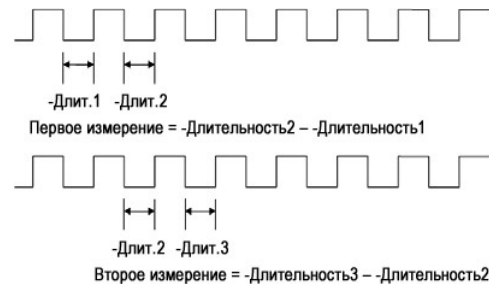 -Длит.1 -Длит.2
Первое измерение = -Длительность2 – -Длительность1
-Длит.2 -Длит.3
Второе измерение = -Длительность3 – -Длительность2